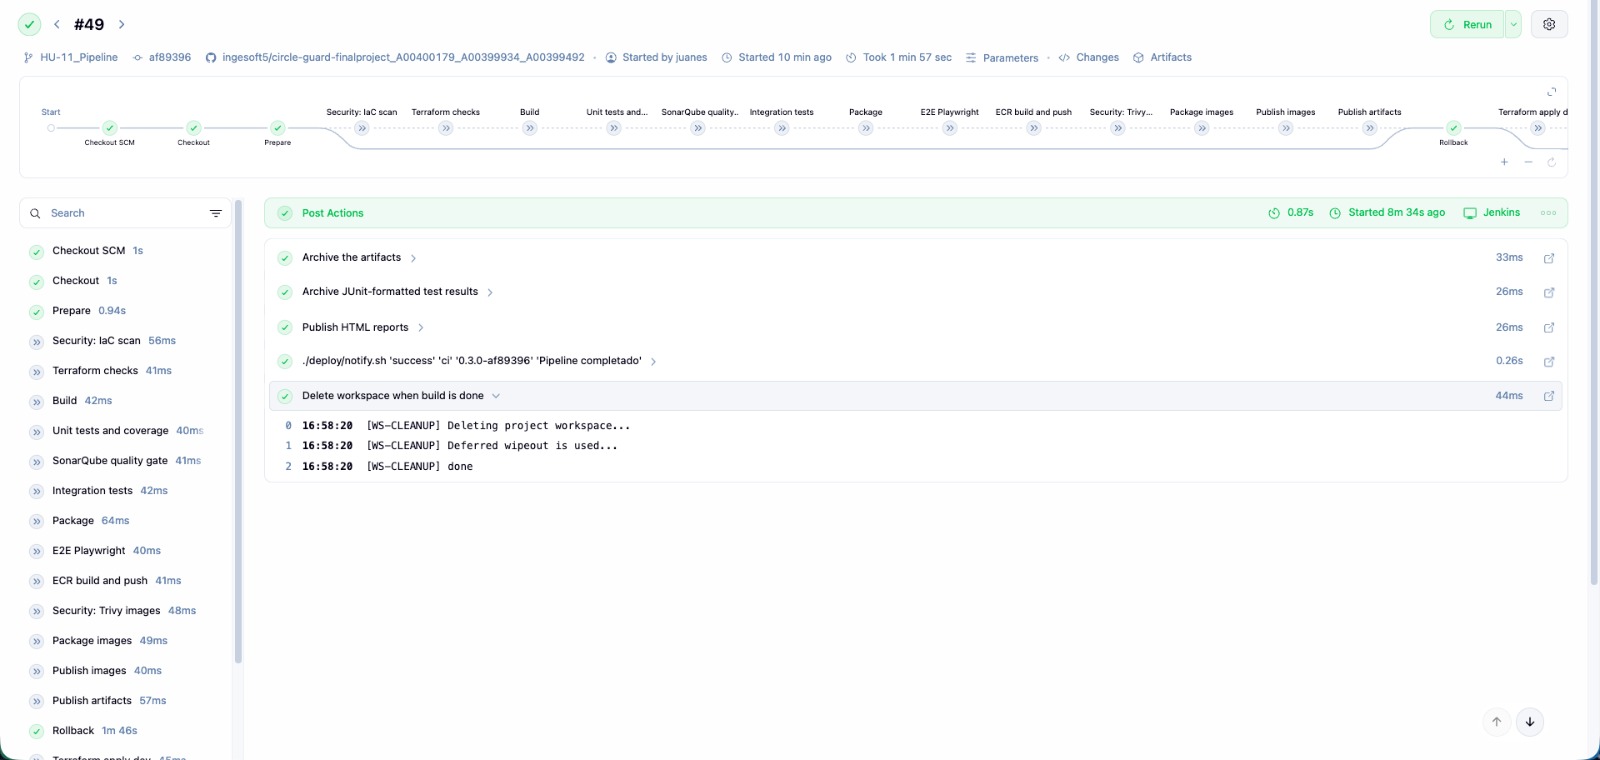 #49
Rerun
HU-11_Pipeline
af89396
ingesoft5/circle-guard-finalproject_A00400179_A00399934_A00399492
Started by juanes
Started 10 min ago
Took 1 min 57 sec
Parameters
Changes
Artifacts
Start
Checkout SCM
Checkout
Prepare
Security: IaC scan
Terraform checks
Build
Unit tests and...
SonarQube quality...
Integration tests
Package
E2E Playwright
ECR build and push
Security: Trivy...
Package images
Publish images
Publish artifacts
Rollback
Terraform apply d
Search
Checkout SCM 1s
Checkout 1s
Prepare 0.94s
Security: IaC scan 56ms
Terraform checks 41ms
Build 42ms
Unit tests and coverage 40ms
SonarQube quality gate 41ms
Integration tests 42ms
Package 64ms
E2E Playwright 40ms
ECR build and push 41ms
Security: Trivy images 48ms
Package images 49ms
Publish images 40ms
Publish artifacts 57ms
Rollback 1m 46s
Terraform apply dev 45ms
Post Actions 0.87s Started 8m 34s ago Jenkins
Archive the artifacts 33ms
Archive JUnit-formatted test results 26ms
Publish HTML reports 26ms
./deploy/notify.sh 'success' 'ci' '0.3.0-af89396' 'Pipeline completado' 0.26s
Delete workspace when build is done 44ms
0 16:58:20 [WS-CLEANUP] Deleting project workspace...
1 16:58:20 [WS-CLEANUP] Deferred wipeout is used...
2 16:58:20 [WS-CLEANUP] done